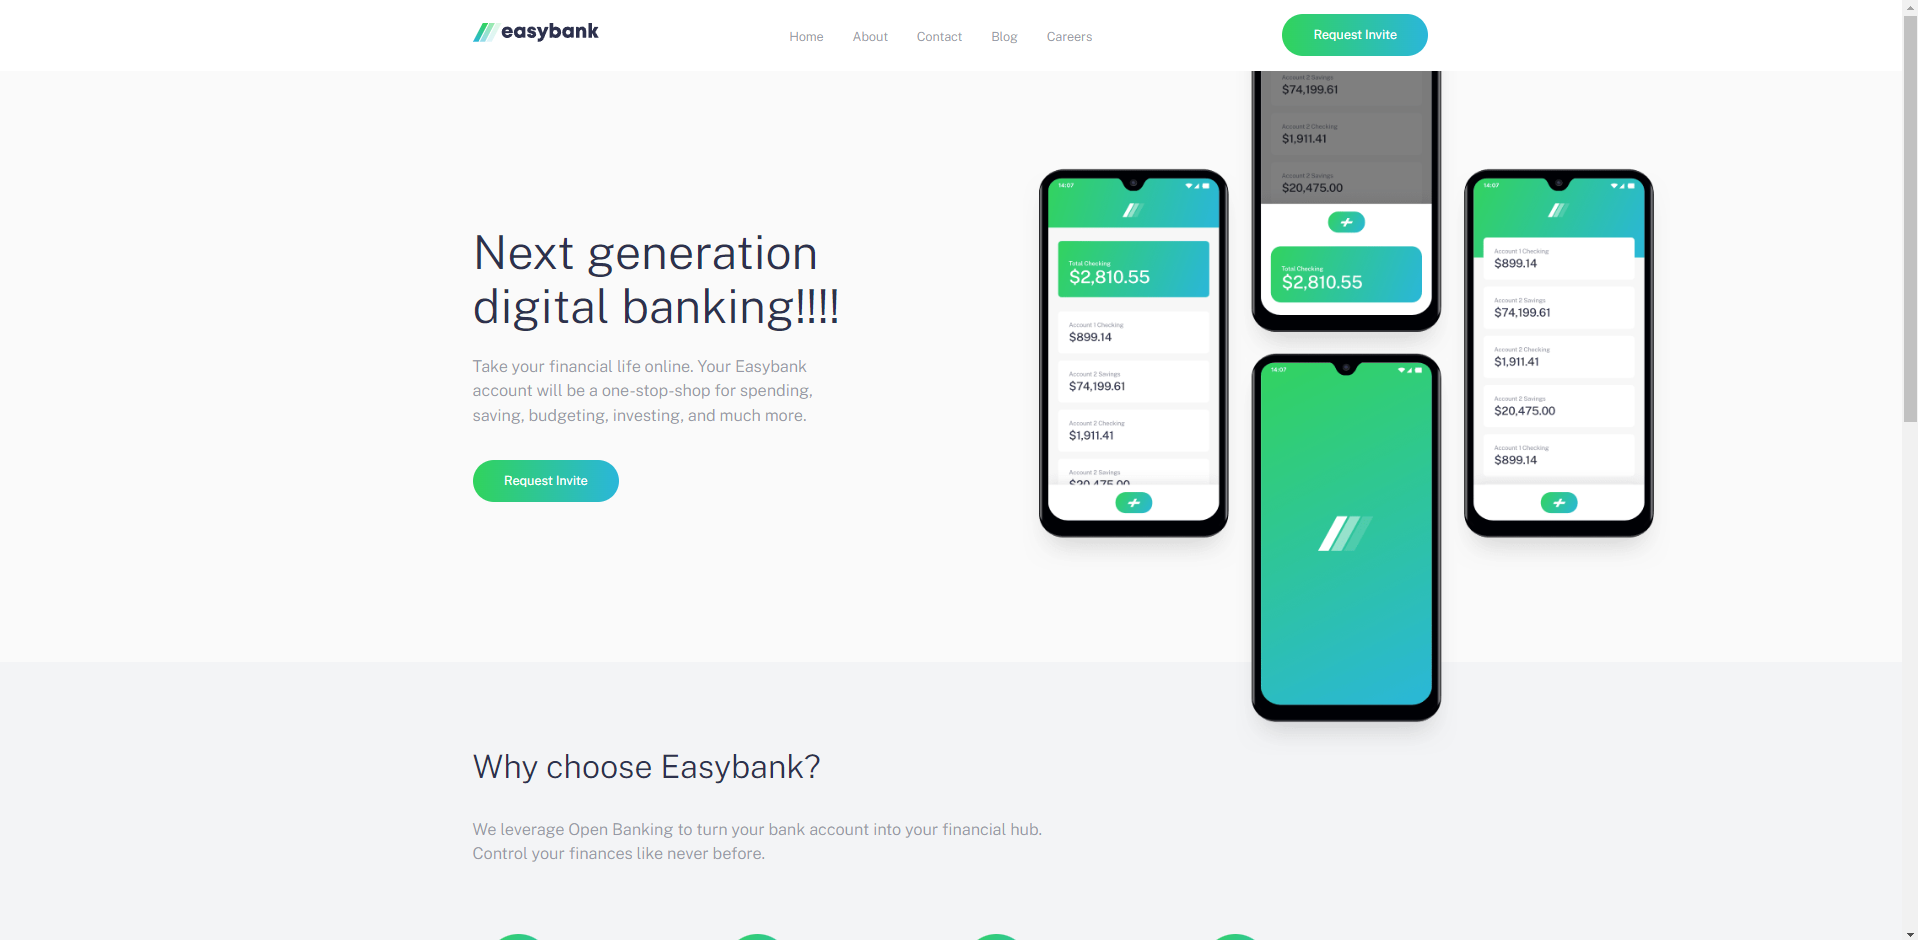 easybank
Home
About
Contact
Blog
Careers
Request Invite
Next generation
digital banking!!!!
Take your financial life online. Your Easybank
account will be a one-stop-shop for spending,
saving, budgeting, investing, and much more.
Request Invite
14:07
Total Checking
$2,810.55
Account 1 Checking
$899.14
Account 2 Savings
$74,199.61
Account 2 Checking
$1,911.41
Account 2 Savings
$20,475.00
Account 2 Savings
$74,199.61
Account 2 Checking
$1,911.41
Account 2 Savings
$20,475.00
Total Checking
$2,810.55
14:07
14:07
Account 1 Checking
$899.14
Account 2 Savings
$74,199.61
Account 2 Checking
$1,911.41
Account 2 Savings
$20,475.00
Account 1 Checking
$899.14
Why choose Easybank?
We leverage Open Banking to turn your bank account into your financial hub.
Control your finances like never before.